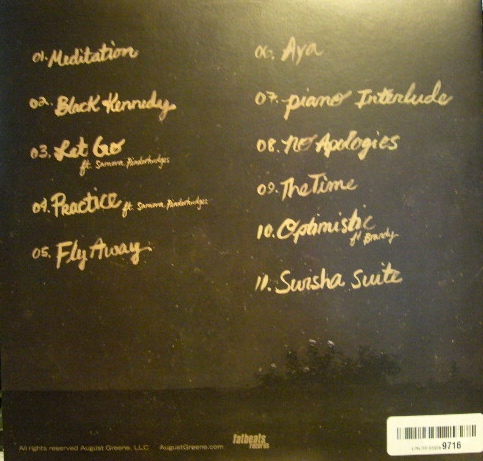 01. Meditation
02. Black Kennedy
03. Let Go
ft. Samora Pinderhughes
04. Practice ft. Samora Pinderhughes
05. Fly Away
06. Aya
07. piano Interlude
08. No Apologies
09. The Time
10. Optimistic
ft Brandy
11. Swisha Suite
All rights reserved August Greene, LLC AugustGreene.com
fatbeats
records
9716